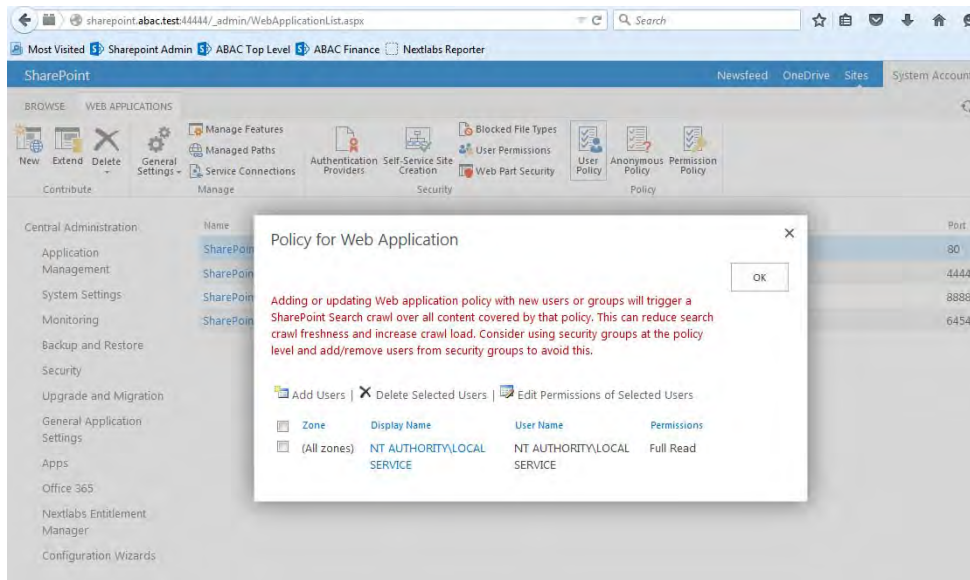 sharepoint.abac.test:44444/_admin/WebApplicationList.aspx
Search
Most Visited Sharepoint Admin ABAC Top Level ABAC Finance Nextlabs Reporter
SharePoint
Newsfeed OneDrive Sites System Account
BROWSE WEB APPLICATIONS
New
Extend
Delete
General
Settings
Manage Features
Managed Paths
Service Connections
Authentication
Providers
Self-Service Site
Creation
Blocked File Types
User Permissions
Web Part Security
User
Policy
Anonymous
Policy
Permission
Policy
Contribute Manage Security Policy
Central Administration
Application
Management
System Settings
Monitoring
Backup and Restore
Security
Upgrade and Migration
General Application
Settings
Apps
Office 365
Nextlabs Entitlement
Manager
Configuration Wizards
Name Port
SharePoin 80
SharePoin 4444
SharePoin 8888
SharePoin 6454
Policy for Web Application
OK
Adding or updating Web application policy with new users or groups will trigger a
SharePoint Search crawl over all content covered by that policy. This can reduce search
crawl freshness and increase crawl load. Consider using security groups at the policy
level and add/remove users from security groups to avoid this.
Add Users | Delete Selected Users | Edit Permissions of Selected Users
Zone Display Name User Name Permissions
(All zones) NT AUTHORITY\LOCAL NT AUTHORITY\LOCAL Full Read
SERVICE SERVICE